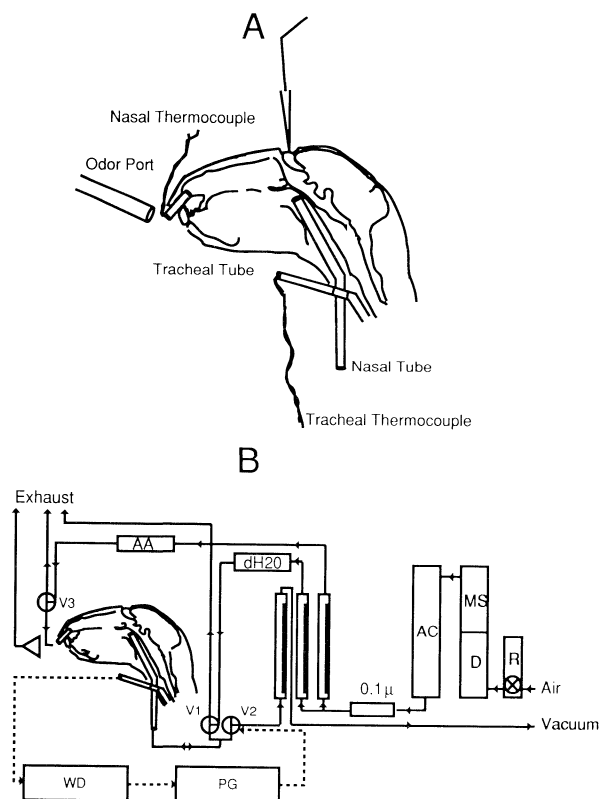 A
Nasal Thermocouple
Odor Port
Tracheal Tube
Nasal Tube
Tracheal Thermocouple
B
Exhaust
AA
dH20
V3
AC
MS
D
R
0.1 µ
Air
V1
V2
Vacuum
WD
PG